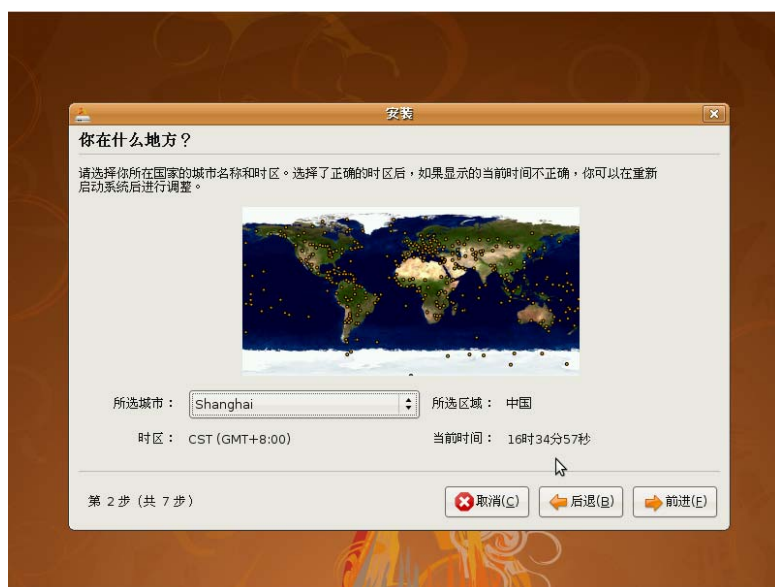 安装
你在什么地方？
请选择你所在国家的城市名称和时区。选择了正确的时区后，如果显示的当前时间不正确，你可以在重新
启动系统后进行调整。
所选城市： Shanghai 所选区域： 中国
时区： CST (GMT+8:00) 当前时间： 16时34分57秒
第 2 步 (共 7 步) 取消(C) 后退(B) 前进(F)